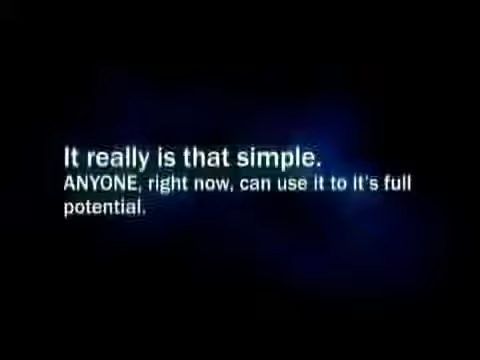 It really is that simple.
ANYONE, right now, can use it to it's full
potential.